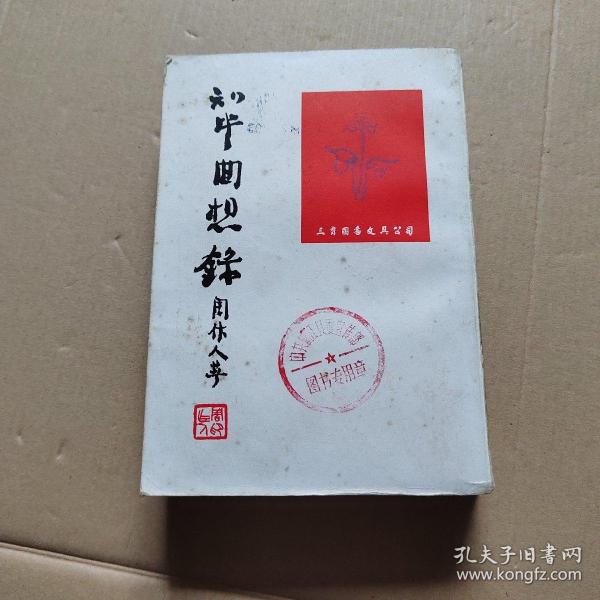 知堂回想錄
周作人著
三育圖書文具公司
图书专用章
孔夫子旧书网
www.kongfz.com